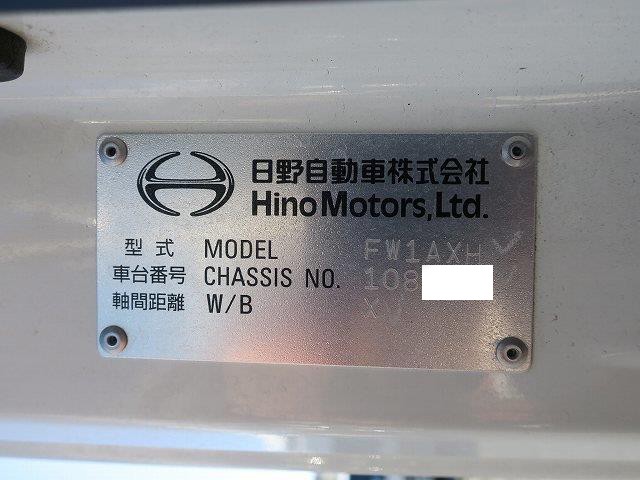 日野自動車株式会社
Hino Motors, Ltd.
型式 MODEL FW1AXH
車台番号 CHASSIS NO. 108
軸間距離 W/B X